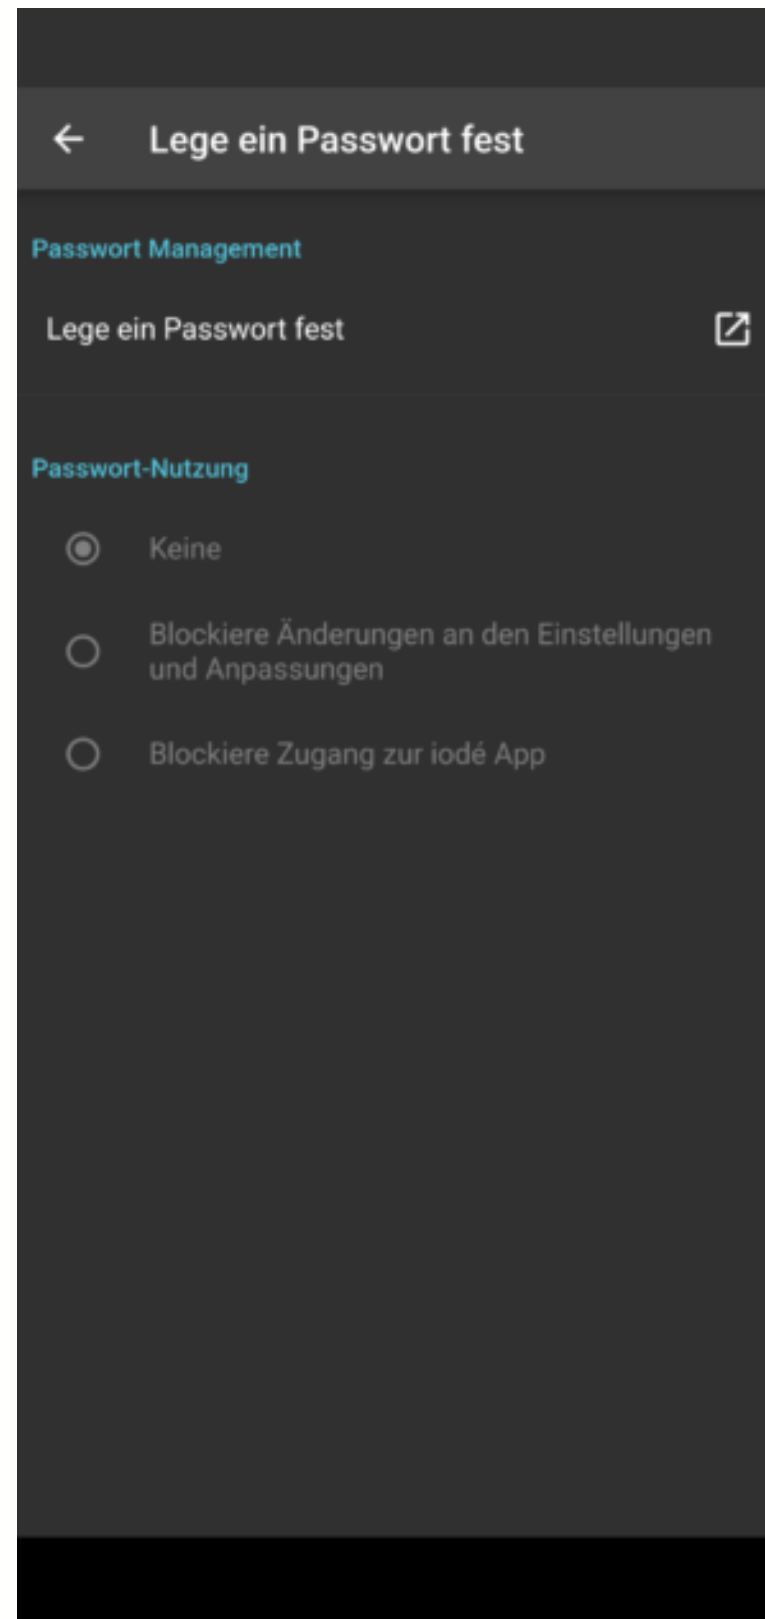 Lege ein Passwort fest
Passwort Management
Lege ein Passwort fest
Passwort-Nutzung
Keine
Blockiere Änderungen an den Einstellungen
und Anpassungen
Blockiere Zugang zur iodé App